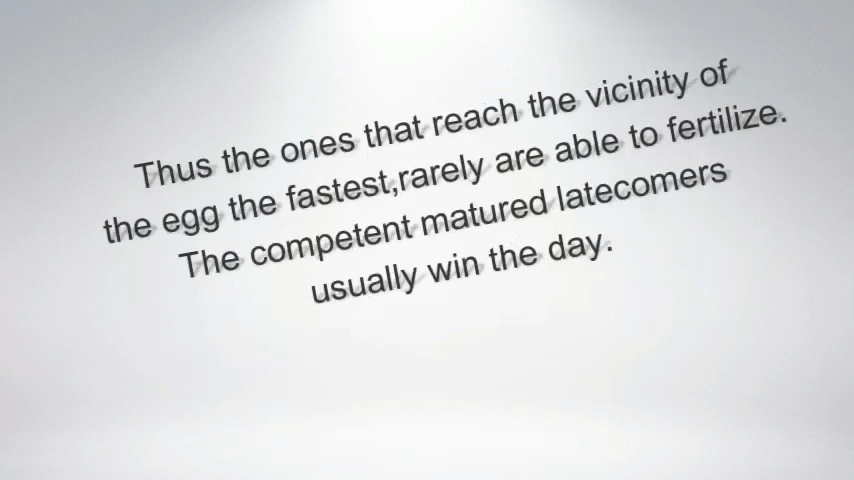 Thus the ones that reach the vicinity of
the egg the fastest,rarely are able to fertilize.
The competent matured latecomers
usually win the day.